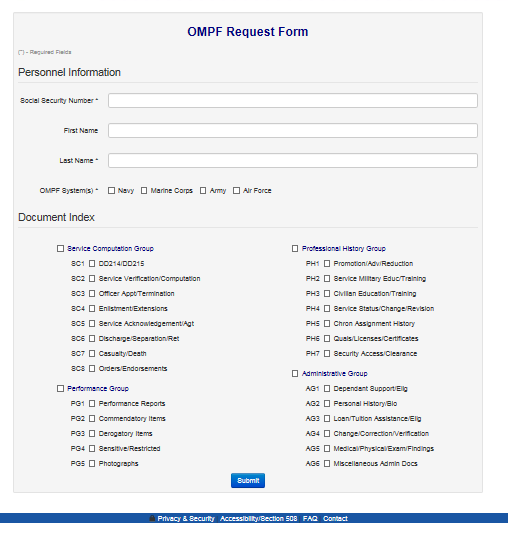 OMPF Request Form
(*) - Required Fields
Personnel Information
Social Security Number *
First Name
Last Name *
OMPF System(s) * Navy Marine Corps Army Air Force
Document Index
Service Computation Group
SC1 DD214/DD215
SC2 Service Verification/Computation
SC3 Officer Appt/Termination
SC4 Enlistment/Extensions
SC5 Service Acknowledgement/Agt
SC6 Discharge/Separation/Ret
SC7 Casualty/Death
SC8 Orders/Endorsements
Performance Group
PG1 Performance Reports
PG2 Commendatory Items
PG3 Derogatory Items
PG4 Sensitive/Restricted
PG5 Photographs
Professional History Group
PH1 Promotion/Adv/Reduction
PH2 Service Military Educ/Training
PH3 Civilian Education/Training
PH4 Service Status/Change/Revision
PH5 Chron Assignment History
PH6 Quals/Licenses/Certificates
PH7 Security Access/Clearance
Administrative Group
AG1 Dependant Support/Elig
AG2 Personal History/Bio
AG3 Loan/Tuition Assistance/Elig
AG4 Change/Correction/Verification
AG5 Medical/Physical/Exam/Findings
AG6 Miscellaneous Admin Docs
Submit
Privacy & Security Accessibility/Section 508 FAQ Contact